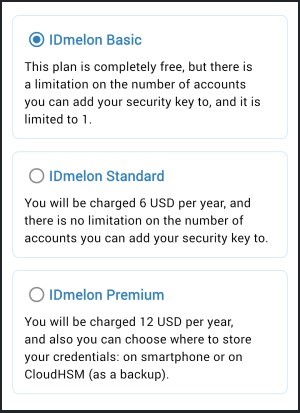 IDmelon Basic
This plan is completely free, but there is
a limitation on the number of accounts
you can add your security key to, and it is
limited to 1.
IDmelon Standard
You will be charged 6 USD per year, and
there is no limitation on the number of
accounts you can add your security key to.
IDmelon Premium
You will be charged 12 USD per year,
and also you can choose where to store
your credentials: on smartphone or on
CloudHSM (as a backup).